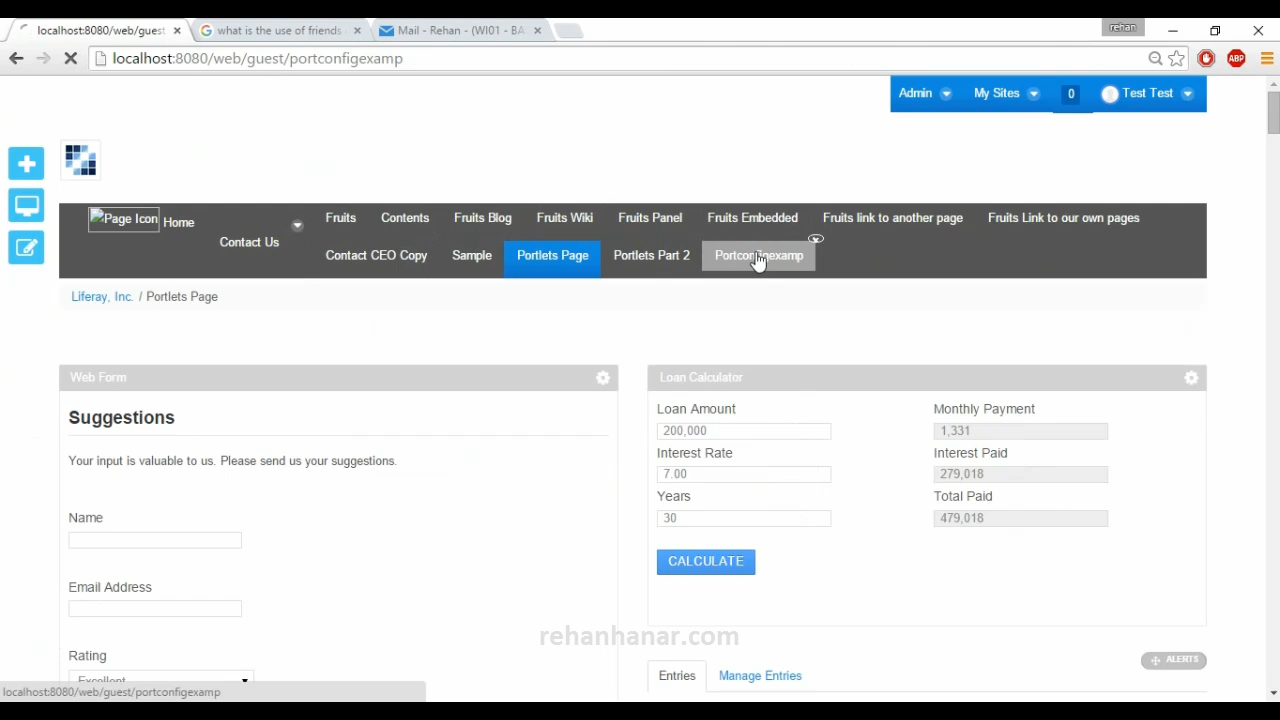 localhost:8080/web/guest
what is the use of friends
Mail - Rehan - (WI01 - BA
rehan
localhost:8080/web/guest/portconfigexamp
ABP
Admin
My Sites
0
Test Test
Page Icon
Home
Contact Us
Fruits
Contents
Fruits Blog
Fruits Wiki
Fruits Panel
Fruits Embedded
Fruits link to another page
Fruits Link to our own pages
Contact CEO Copy
Sample
Portlets Page
Portlets Part 2
Portconfigexamp
Liferay, Inc. / Portlets Page
Web Form
Suggestions
Your input is valuable to us. Please send us your suggestions.
Name
Email Address
Rating
Excellent
Loan Calculator
Loan Amount
200,000
Interest Rate
7.00
Years
30
Monthly Payment
1,331
Interest Paid
279,018
Total Paid
479,018
CALCULATE
rehanhanar.com
ALERTS
Entries
Manage Entries
localhost:8080/web/guest/portconfigexamp